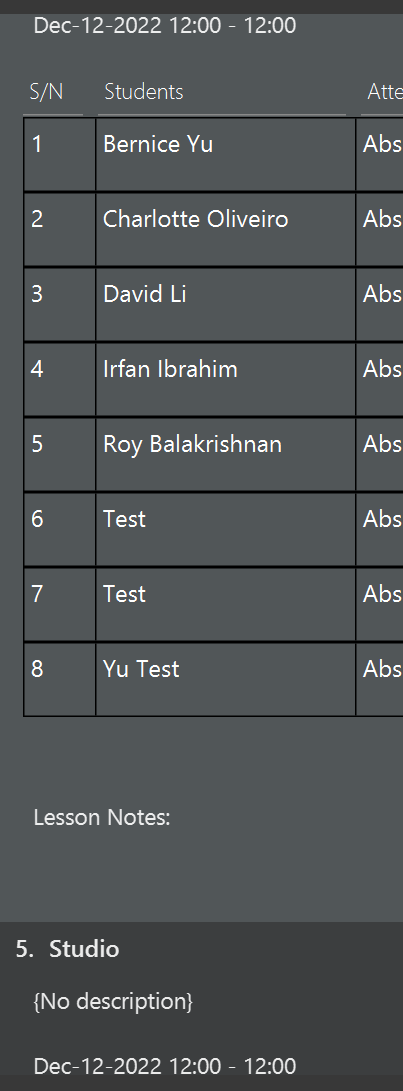 Dec-12-2022 12:00 - 12:00
S/N Students Atte
1 Bernice Yu Abs
2 Charlotte Oliveiro Abs
3 David Li Abs
4 Irfan Ibrahim Abs
5 Roy Balakrishnan Abs
6 Test Abs
7 Test Abs
8 Yu Test Abs
Lesson Notes:
5. Studio
{No description}
Dec-12-2022 12:00 - 12:00